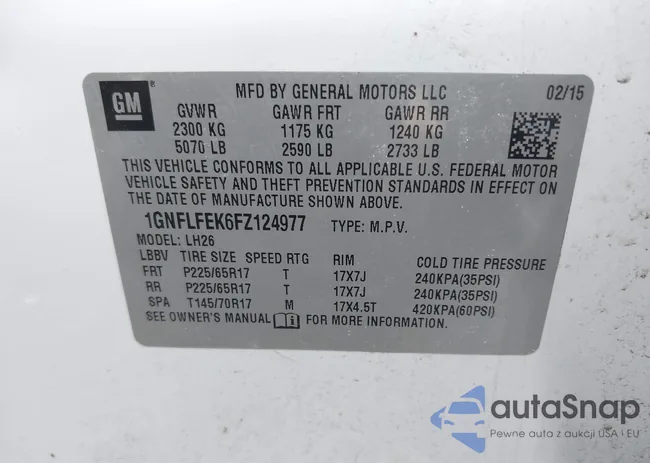 GM
MFD BY GENERAL MOTORS LLC 02/15
GVWR GAWR FRT GAWR RR
2300 KG 1175 KG 1240 KG
5070 LB 2590 LB 2733 LB
THIS VEHICLE CONFORMS TO ALL APPLICABLE U.S. FEDERAL MOTOR
VEHICLE SAFETY AND THEFT PREVENTION STANDARDS IN EFFECT ON
THE DATE OF MANUFACTURE SHOWN ABOVE.
1GNFLFEK6FZ124977 TYPE: M.P.V.
MODEL: LH26
LBBV TIRE SIZE SPEED RTG RIM COLD TIRE PRESSURE
FRT P225/65R17 T 17X7J 240KPA(35PSI)
RR P225/65R17 T 17X7J 240KPA(35PSI)
SPA T145/70R17 M 17X4.5T 420KPA(60PSI)
SEE OWNER'S MANUAL FOR MORE INFORMATION.
autoSnap
Pewne auta z aukcji USA i EU